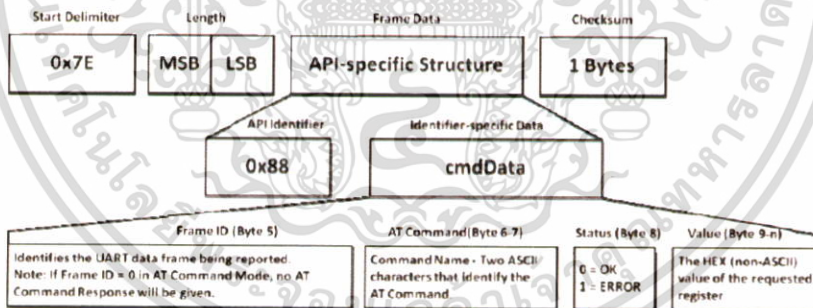 Start Delimiter
Length
Frame Data
Checksum
0x7E
MSB
LSB
API-specific Structure
1 Bytes
API Identifier
Identifier-specific Data
0x88
cmdData
Frame ID (Byte 5)
AT Command(Byte 6-7)
Status (Byte 8)
Value (Byte 9-n)
Identifies the UART data frame being reported.
Note: If Frame ID = 0 in AT Command Mode, no AT
Command Response will be given.
Command Name - Two ASCII
characters that identify the
AT Command
0 = OK
1 = ERROR
The HEX (non-ASCII)
value of the requested
register